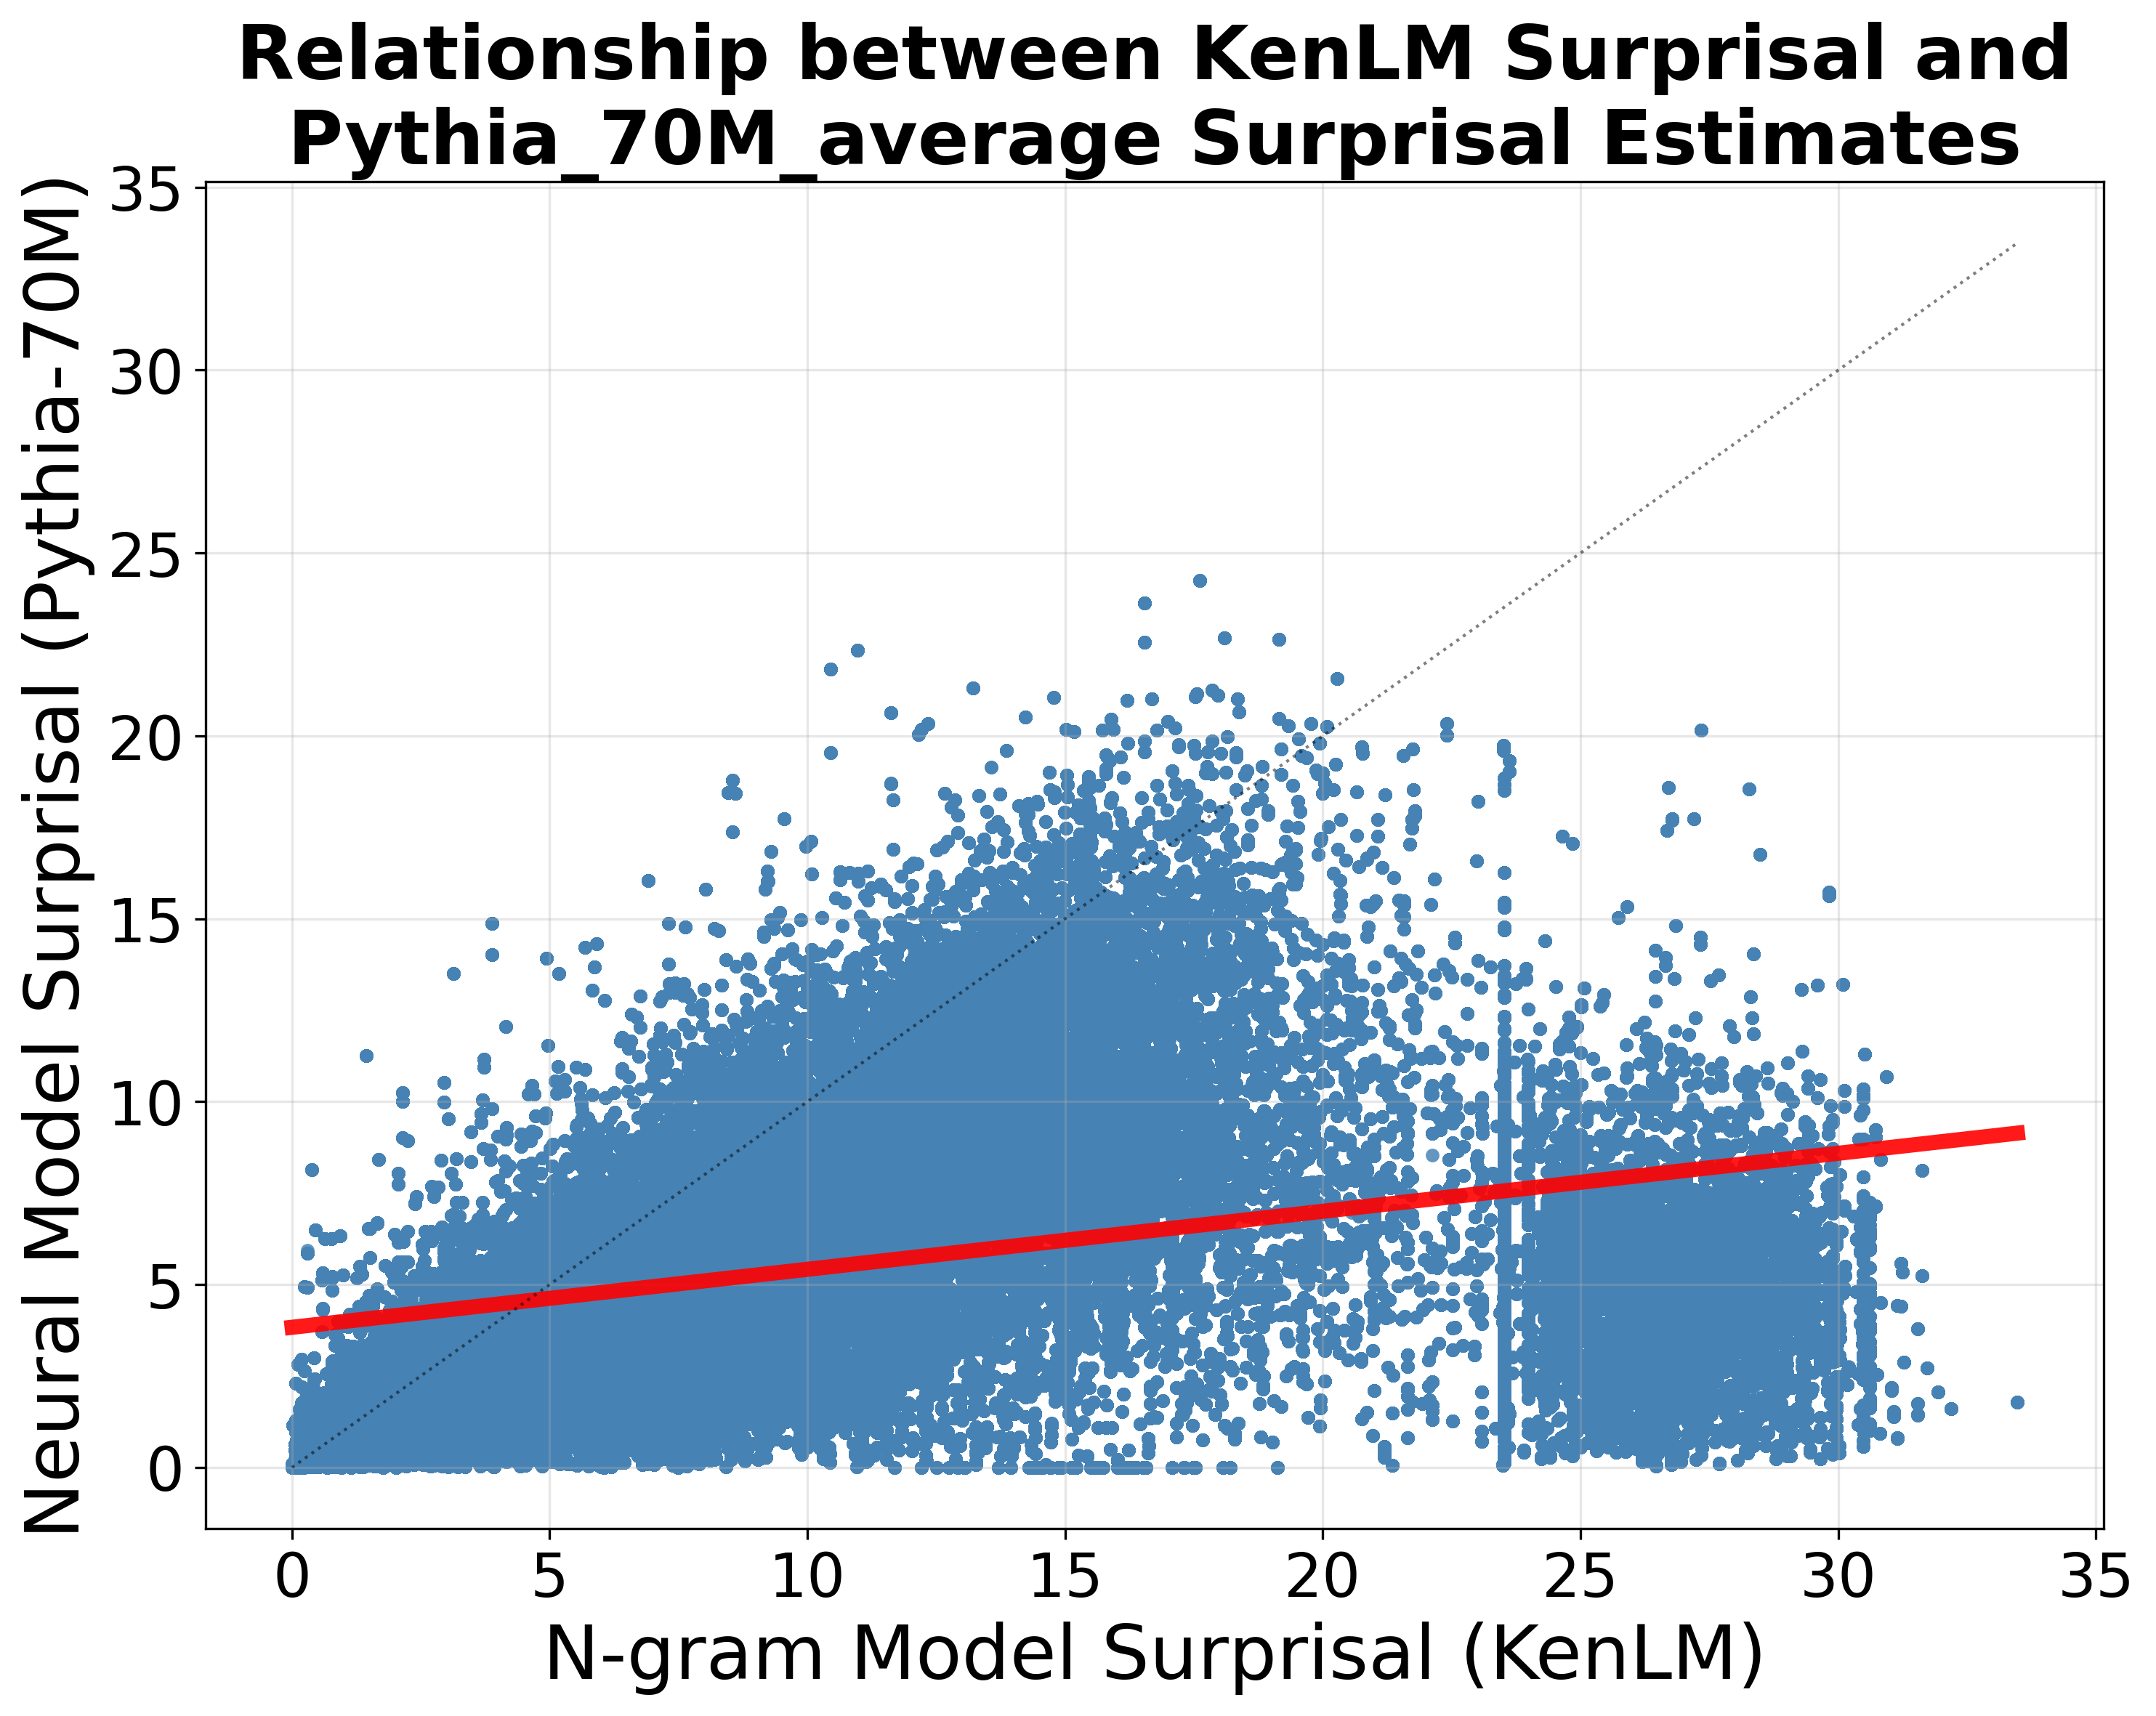 Relationship between KenLM Surprisal and
Pythia_70M_average Surprisal Estimates
Neural Model Surprisal (Pythia-70M)
35
30
25
20
15
10
5
0
0 5 10 15 20 25 30 35
N-gram Model Surprisal (KenLM)